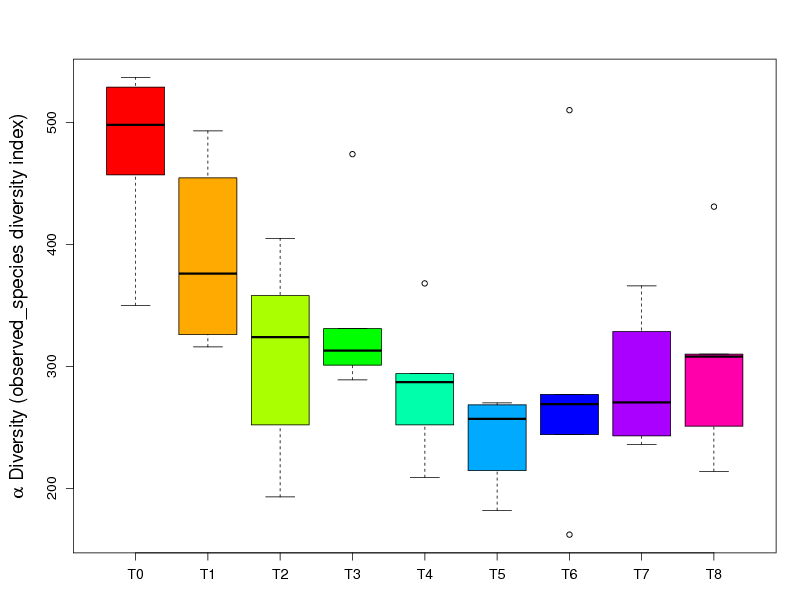 α Diversity (observed_species diversity index)
500
400
300
200
T0 T1 T2 T3 T4 T5 T6 T7 T8